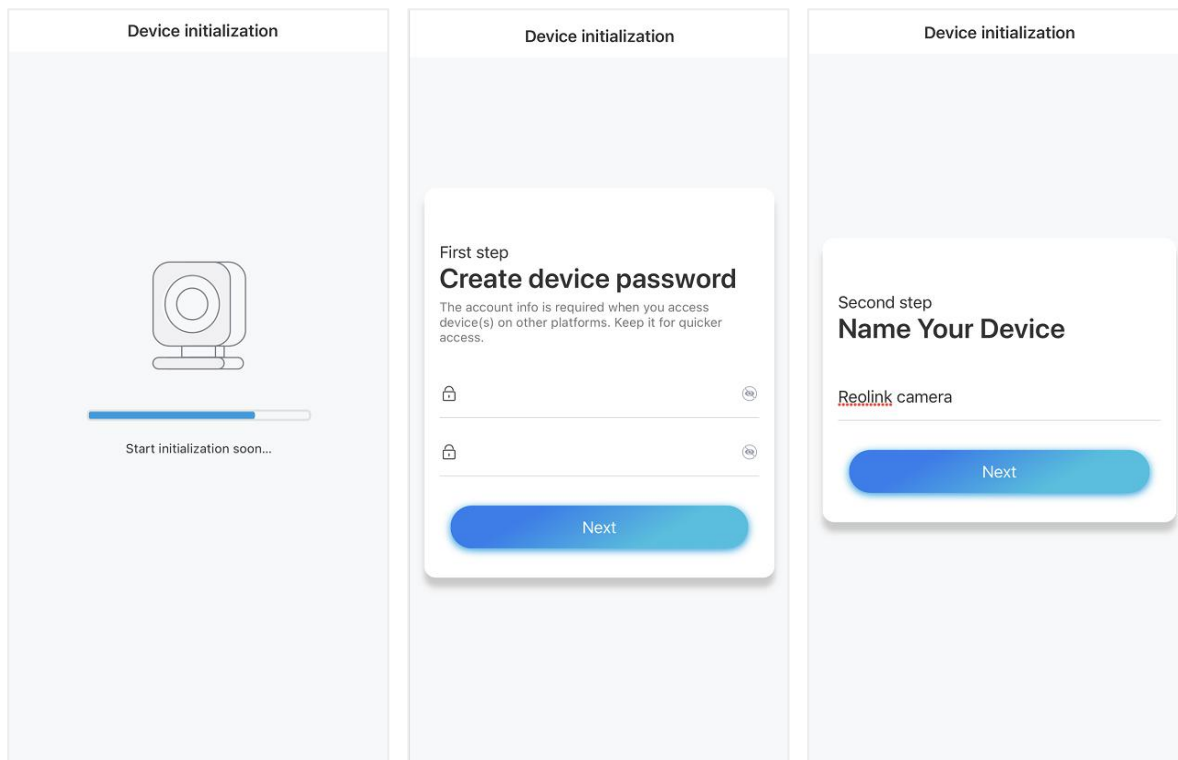 Device initialization
Start initialization soon...
Device initialization
First step
Create device password
The account info is required when you access
device(s) on other platforms. Keep it for quicker
access.
Next
Device initialization
Second step
Name Your Device
Reolink camera
Next